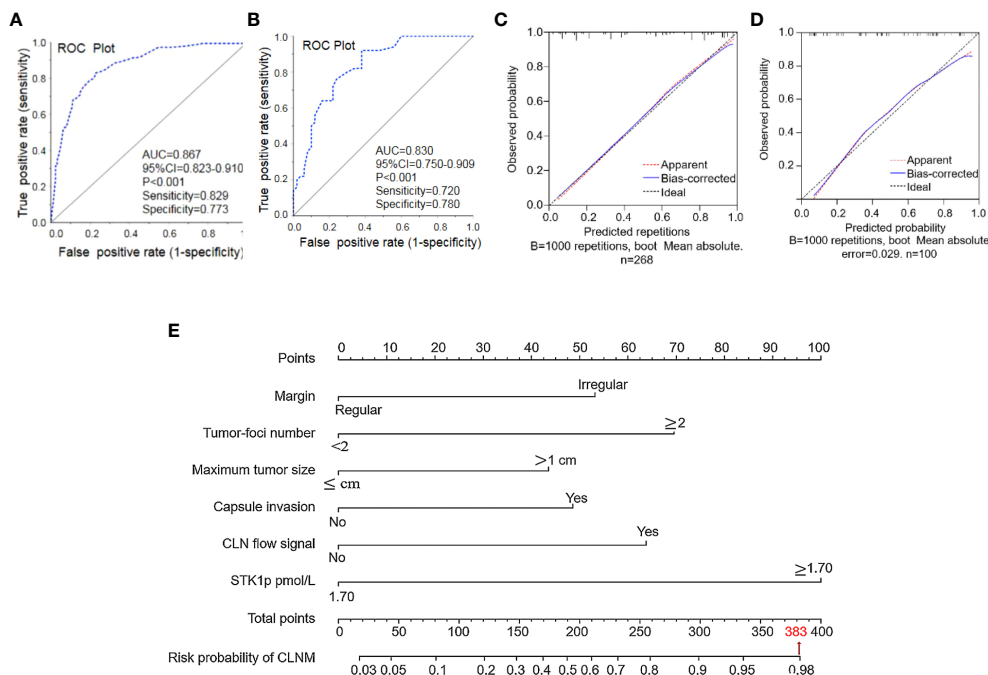 A
ROC Plot
True positive rate (sensitivity)
1.0
0.8
0.6
0.4
0.2
0.0
0.0 0.2 0.4 0.6 0.8
AUC=0.867
95%CI=0.823-0.910
P<0.001
Sensitivity=0.829
Specificity=0.773
False positive rate (1-specificity)
B
ROC Plot
True positive rate (sensitivity)
1.0
0.8
0.6
0.4
0.2
0.0
0.0 0.2 0.4 0.6 0.8 1.0
AUC=0.830
95%CI=0.750-0.909
P<0.001
Sensitivity=0.720
Specificity=0.780
False positive rate (1-specificity)
C
Observed probability
1.0
0.8
0.6
0.4
0.2
0.0
0.0 0.2 0.4 0.6 0.8 1.0
Apparent
Bias-corrected
Ideal
Predicted repetitions
B=1000 repetitions, boot Mean absolute.
n=268
D
Observed probability
1.0
0.8
0.6
0.4
0.2
0.0 0.2 0.4 0.6 0.8 1.0
Apparent
Bias-corrected
Ideal
Predicted probability
B=1000 repetitions, boot Mean absolute
error=0.029. n=100
E
Points
0 10 20 30 40 50 60 70 80 90 100
Margin
Irregular
Regular
Tumor-foci number
≥2
<2
Maximum tumor size
>1 cm
≤ cm
Capsule invasion
Yes
No
CLN flow signal
Yes
No
STK1p pmol/L
≥1.70
1.70
Total points
0 50 100 150 200 250 300 350 383 400
Risk probability of CLNM
0.03 0.05 0.1 0.2 0.3 0.4 0.5 0.6 0.7 0.8 0.9 0.95 0.98